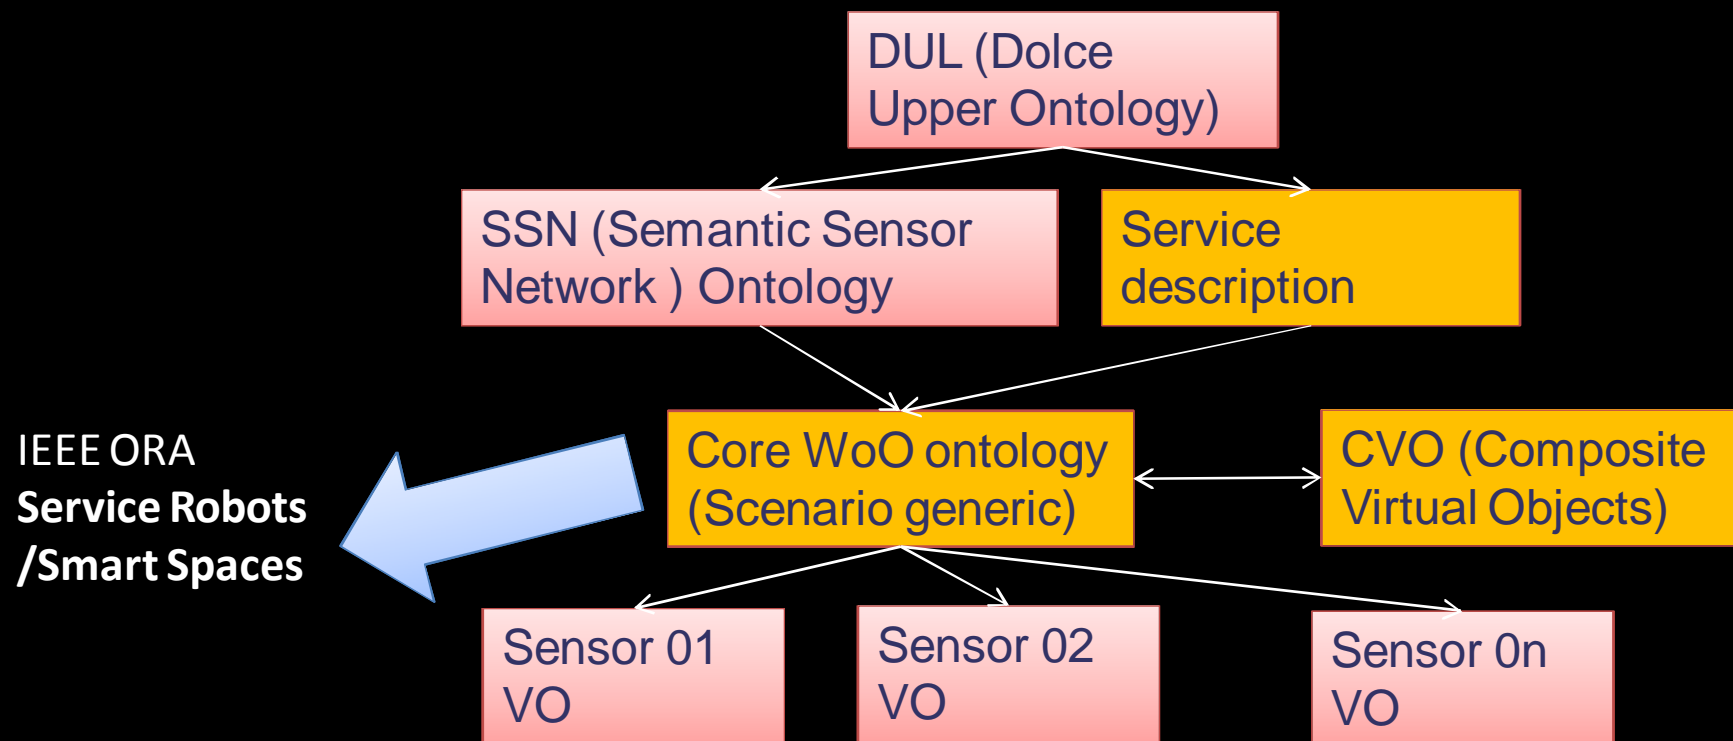 DUL (Dolce
Upper Ontology)
SSN (Semantic Sensor
Network ) Ontology
Service
description
IEEE ORA
Service Robots
/Smart Spaces
Core WoO ontology
(Scenario generic)
CVO (Composite
Virtual Objects)
Sensor 01
VO
Sensor 02
VO
Sensor 0n
VO